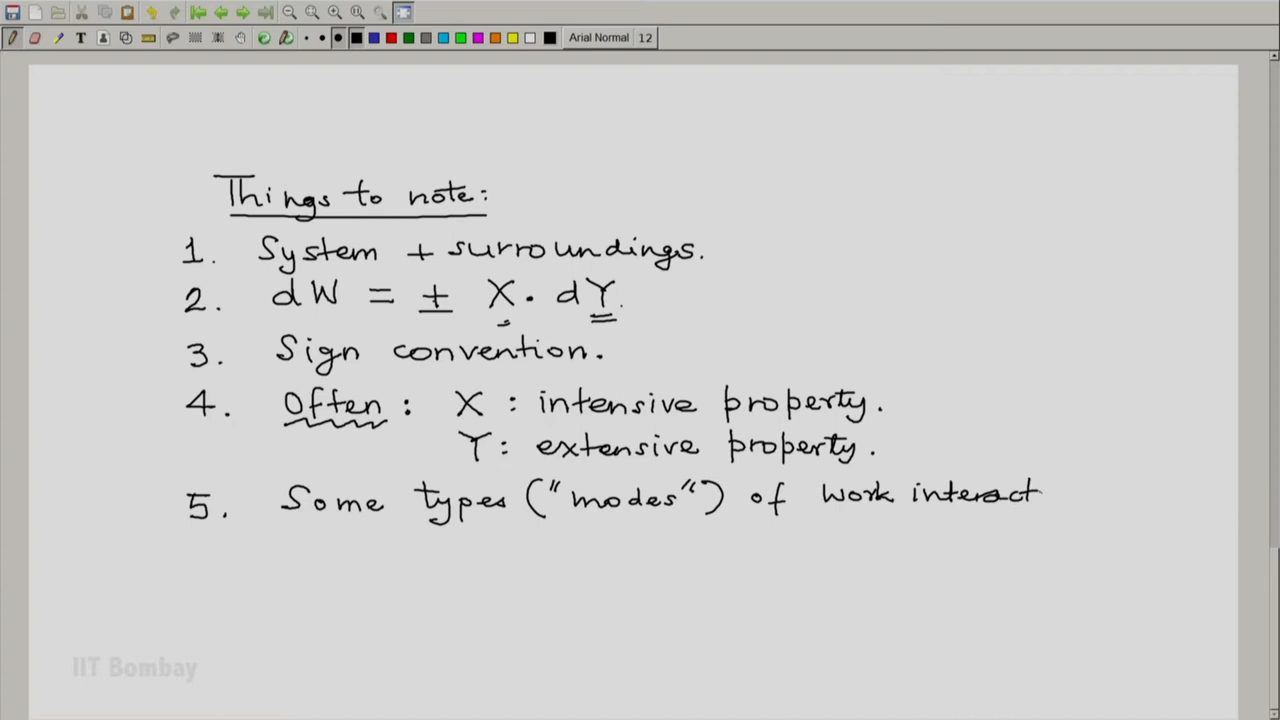 Arial Normal 12
Things to note:
1. System + surroundings.
2. dW = ± X. dY.
3. Sign convention.
4. Often : X : intensive property.
Y : extensive property.
5. Some types ("modes") of work interact
IIT Bombay